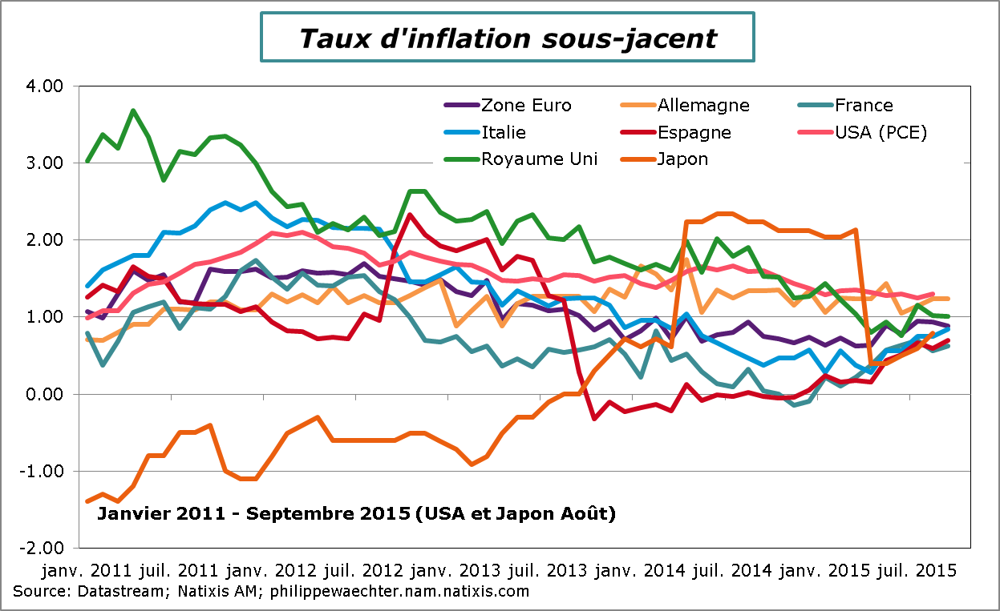 Taux d'inflation sous-jacent
4.00
3.00
2.00
1.00
0.00
-1.00
-2.00
Zone Euro Allemagne France
Italie Espagne USA (PCE)
Royaume Uni Japon
Janvier 2011 - Septembre 2015 (USA et Japon Août)
janv. 2011 juil. 2011 janv. 2012 juil. 2012 janv. 2013 juil. 2013 janv. 2014 juil. 2014 janv. 2015 juil. 2015
Source: Datastream; Natixis AM; philippewaechter.nam.natixis.com